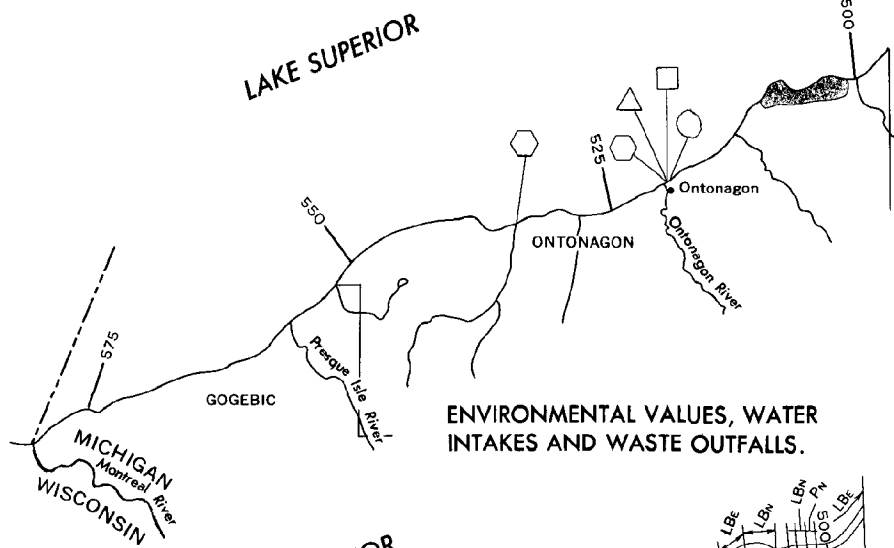 LAKE SUPERIOR
500
525
Ontonagon
550
ONTONAGON
Ontonagon River
575
Presque Isle River
GOGEBIC
ENVIRONMENTAL VALUES, WATER
INTAKES AND WASTE OUTFALLS.
MICHIGAN
Montreal River
WISCONSIN
LBE
LBN
LBN
PN
500
LBE
OR